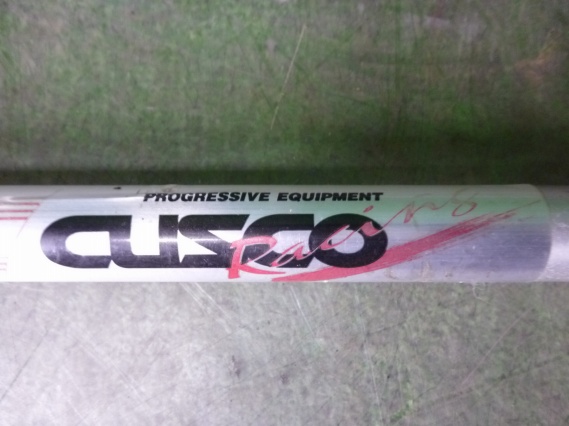 PROGRESSIVE EQUIPMENT
CUSCO
Racing